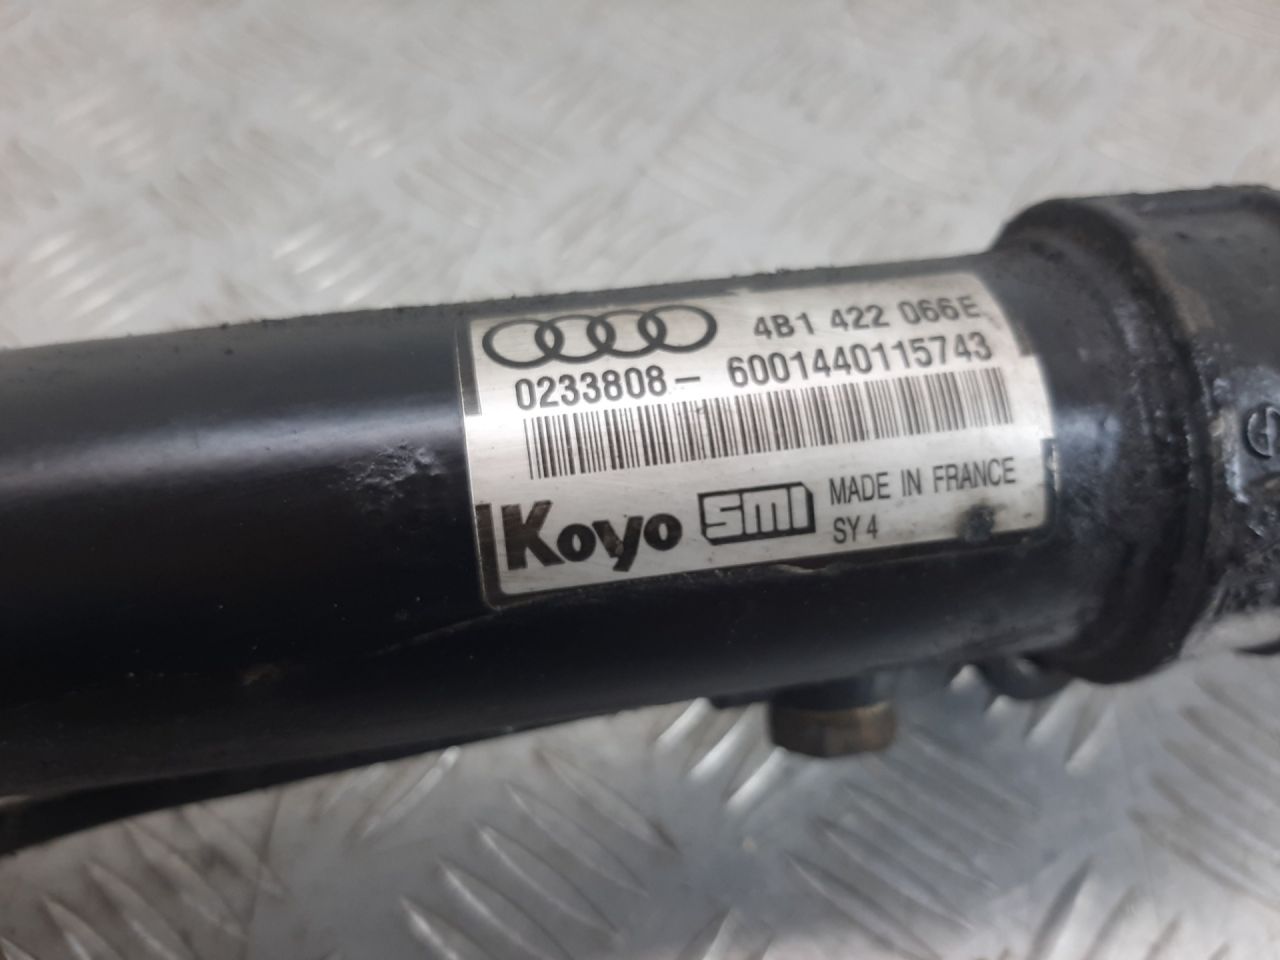 4B1 422 066E
0233808- 6001440115743
Koyo SMI MADE IN FRANCE
SY 4